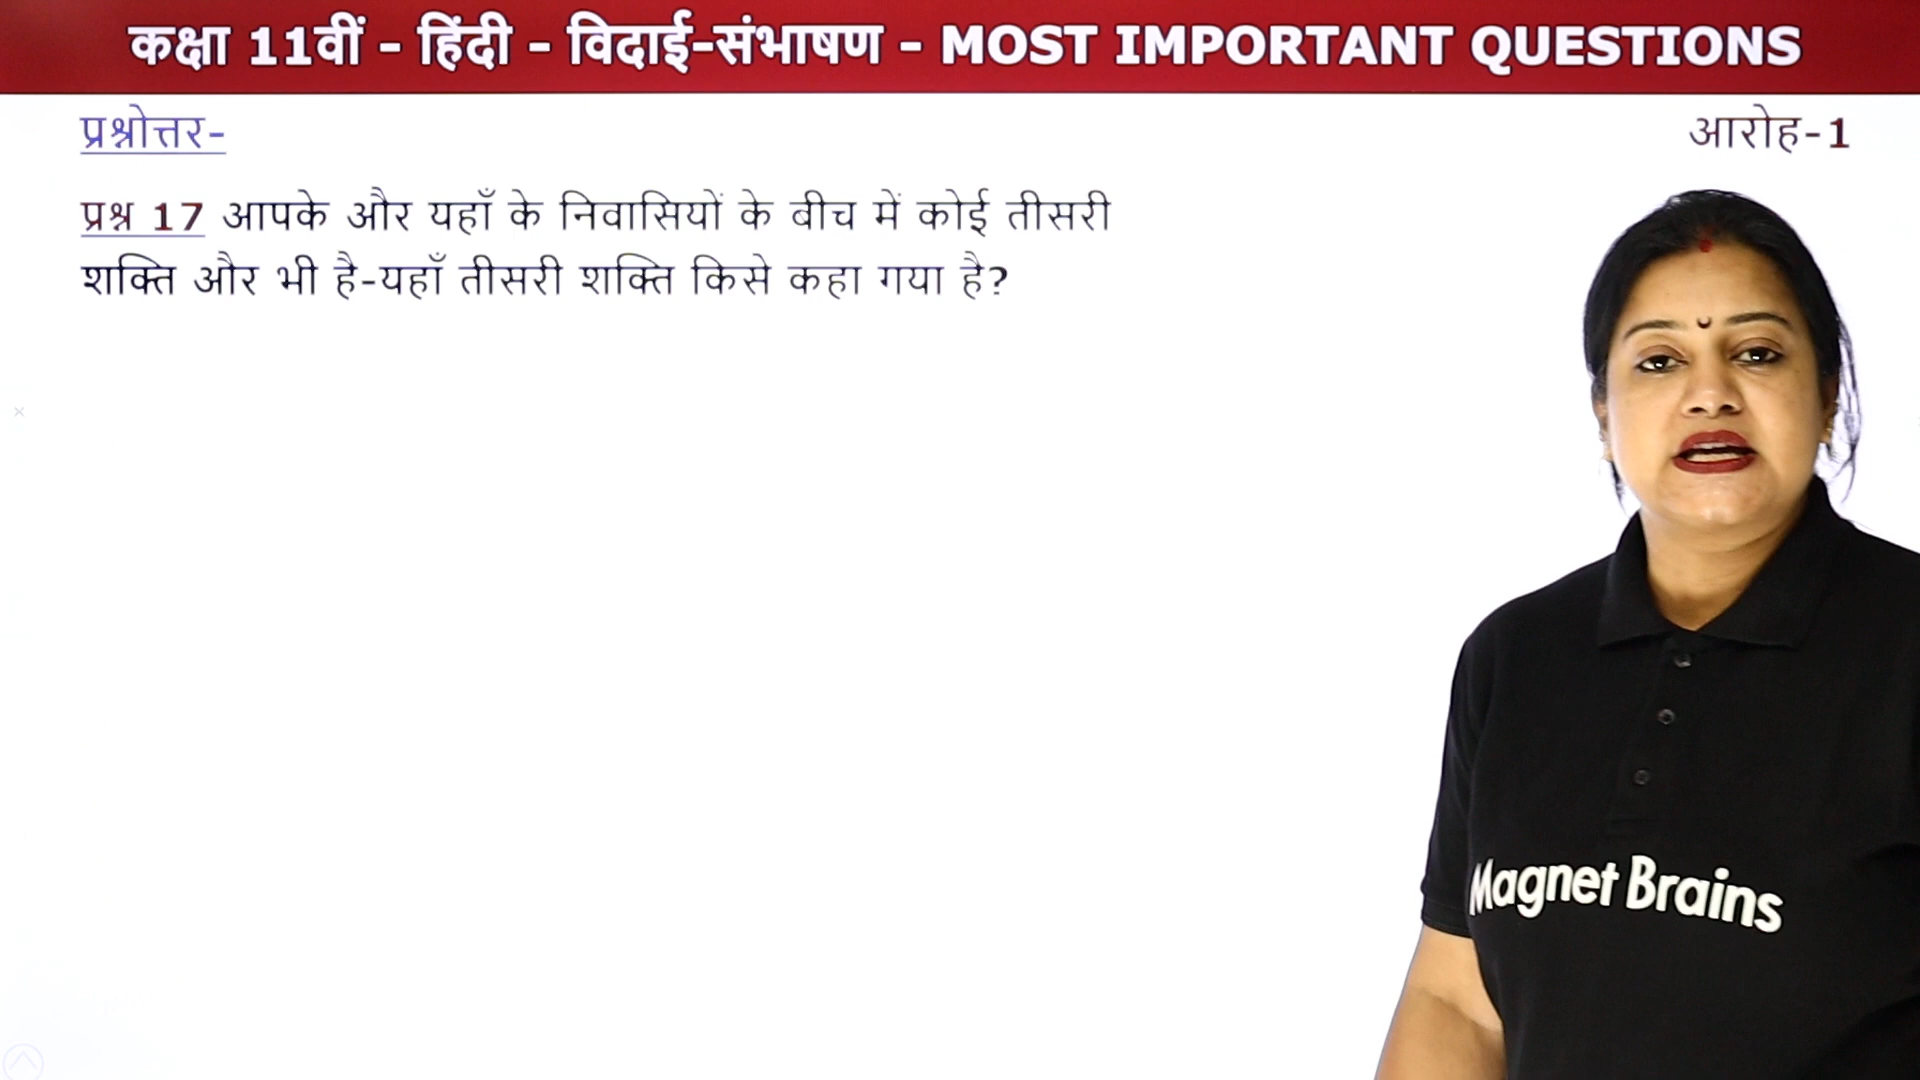 कक्षा 11वीं - हिंदी - विदाई-संभाषण - MOST IMPORTANT QUESTIONS
प्रश्नोत्तर-
आरोह-1
प्रश्न 17 आपके और यहाँ के निवासियों के बीच में कोई तीसरी
शक्ति और भी है-यहाँ तीसरी शक्ति किसे कहा गया है?
Magnet Brains